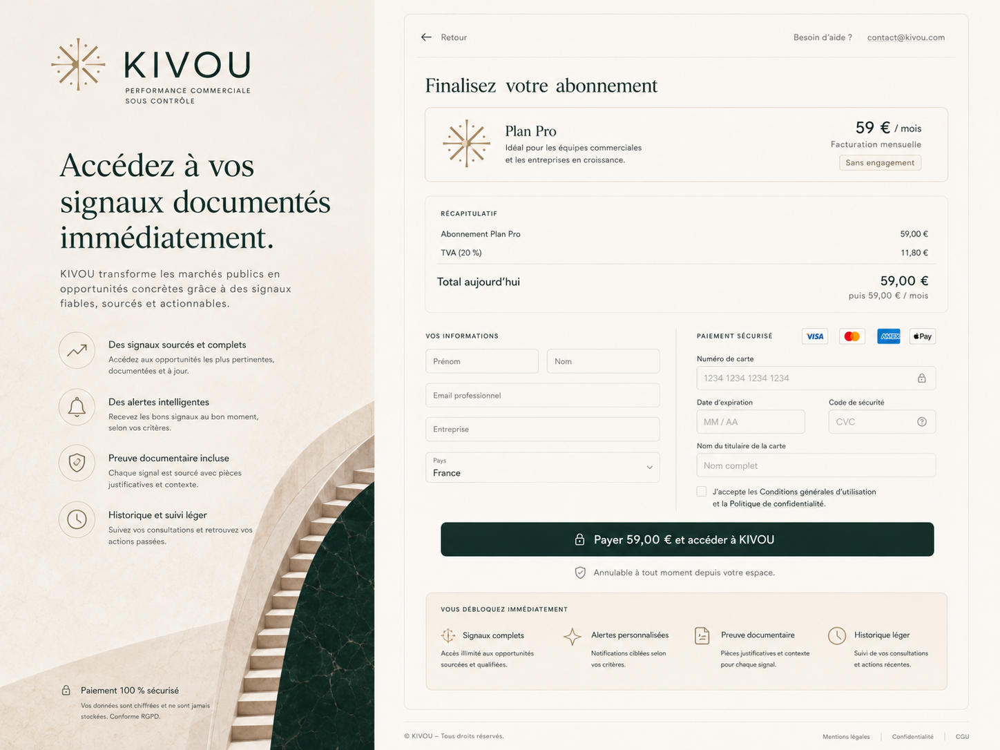 KIVOU
PERFORMANCE COMMERCIALE
SOUS CONTRÔLE
Accédez à vos
signaux documentés
immédiatement.
KIVOU transforme les marchés publics en
opportunités concrètes grâce à des signaux
fiables, sourcés et actionnables.
Des signaux sourcés et complets
Accédez aux opportunités les plus pertinentes,
documentées et à jour.
Des alertes intelligentes
Recevez les bons signaux au bon moment,
selon vos critères.
Preuve documentaire incluse
Chaque signal est sourcé avec pièces
justificatives et contexte.
Historique et suivi léger
Suivez vos consultations et retrouvez vos
actions passées.
Paiement 100 % sécurisé
Vos données sont chiffrées et ne sont jamais
stockées. Conforme RGPD.
← Retour
Besoin d'aide ? contact@kivou.com
Finalisez votre abonnement
Plan Pro
Idéal pour les équipes commerciales
et les entreprises en croissance.
59 € / mois
Facturation mensuelle
Sans engagement
RÉCAPITULATIF
Abonnement Plan Pro 59,00 €
TVA (20 %) 11,80 €
Total aujourd'hui 59,00 €
puis 59,00 € / mois
VOS INFORMATIONS
Prénom Nom
Email professionnel
Entreprise
Pays
France
PAIEMENT SÉCURISÉ VISA AMEX Pay
Numéro de carte
1234 1234 1234 1234
Date d'expiration Code de sécurité
MM / AA CVC
Nom du titulaire de la carte
Nom complet
J'accepte les Conditions générales d'utilisation
et la Politique de confidentialité.
Payer 59,00 € et accéder à KIVOU
Annulable à tout moment depuis votre espace.
VOUS DÉBLOQUEZ IMMÉDIATEMENT
Signaux complets
Accès illimité aux opportunités
sourcées et qualifiées.
Alertes personnalisées
Notifications ciblées selon
vos critères.
Preuve documentaire
Pièces justificatives et contexte
pour chaque signal.
Historique léger
Suivi de vos consultations
et actions récentes.
© KIVOU – Tous droits réservés.
Mentions légales | Confidentialité | CGU